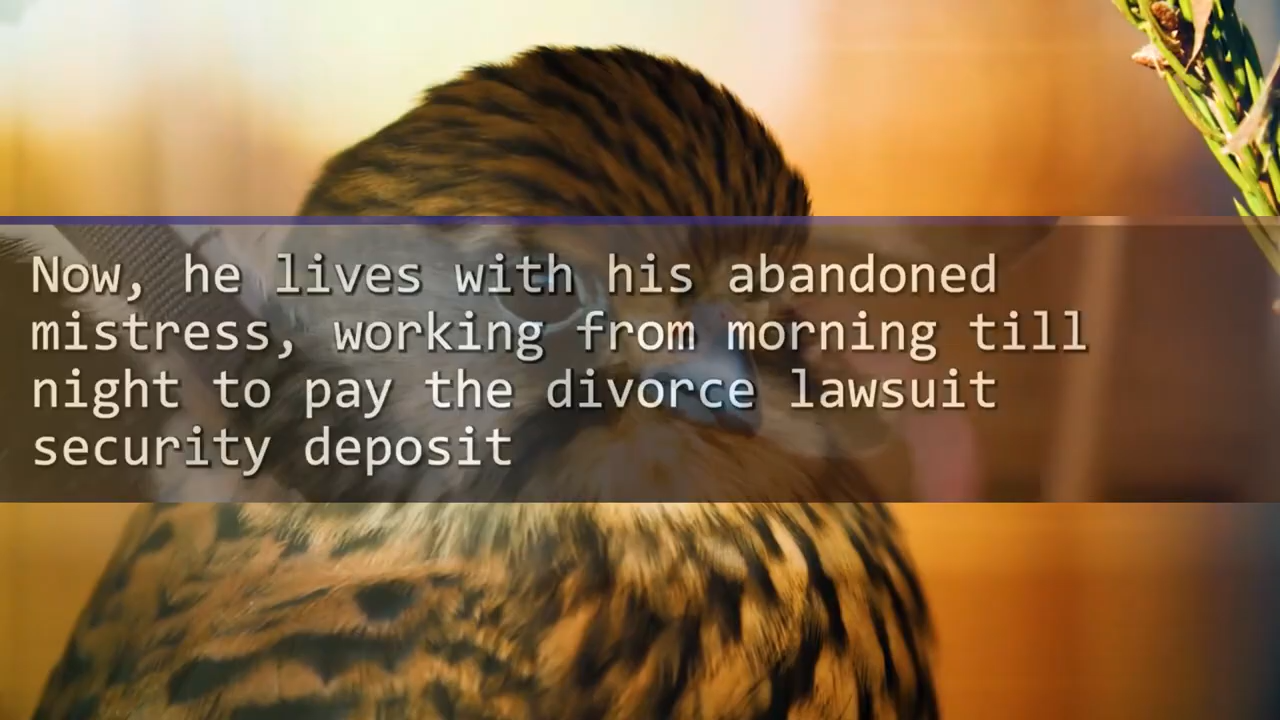 Now, he lives with his abandoned
mistress, working from morning till
night to pay the divorce lawsuit
security deposit